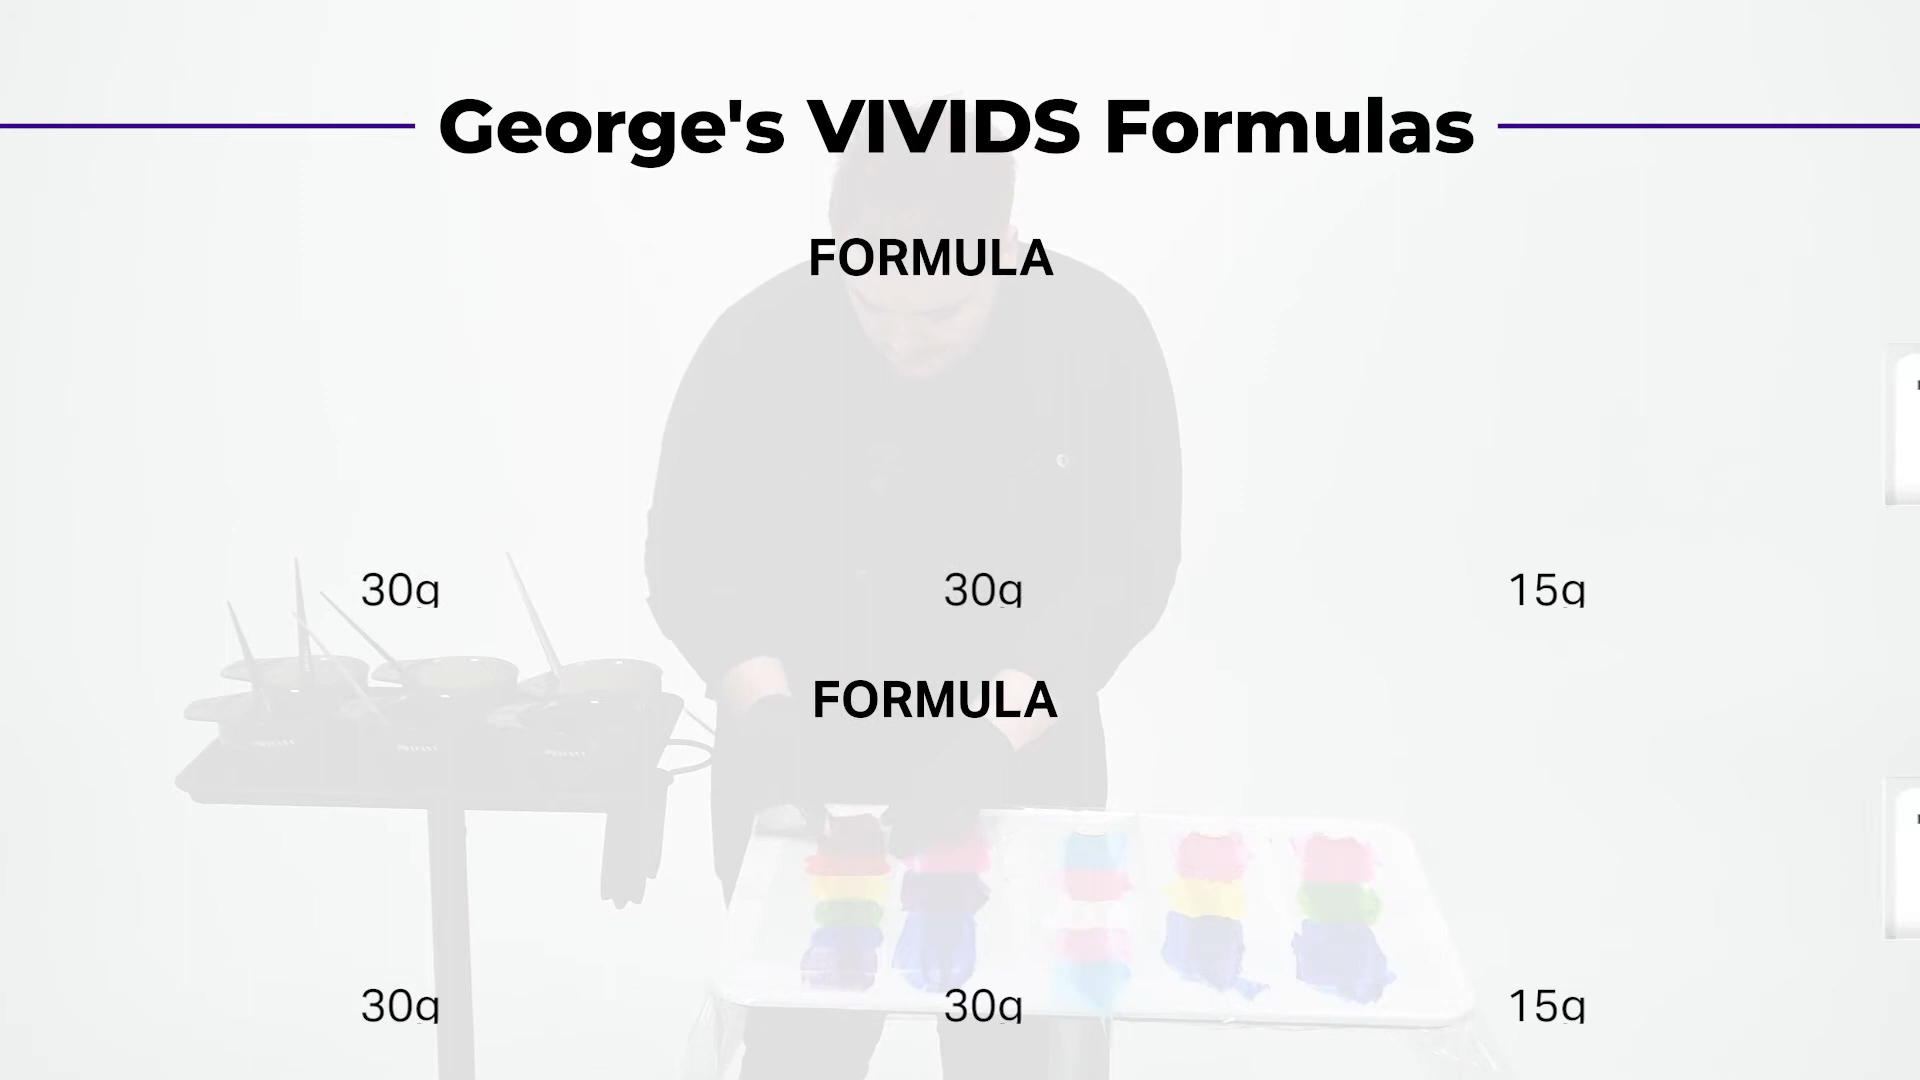 George's VIVIDS Formulas
FORMULA
30g 30g 15g
FORMULA
30g 30g 15g